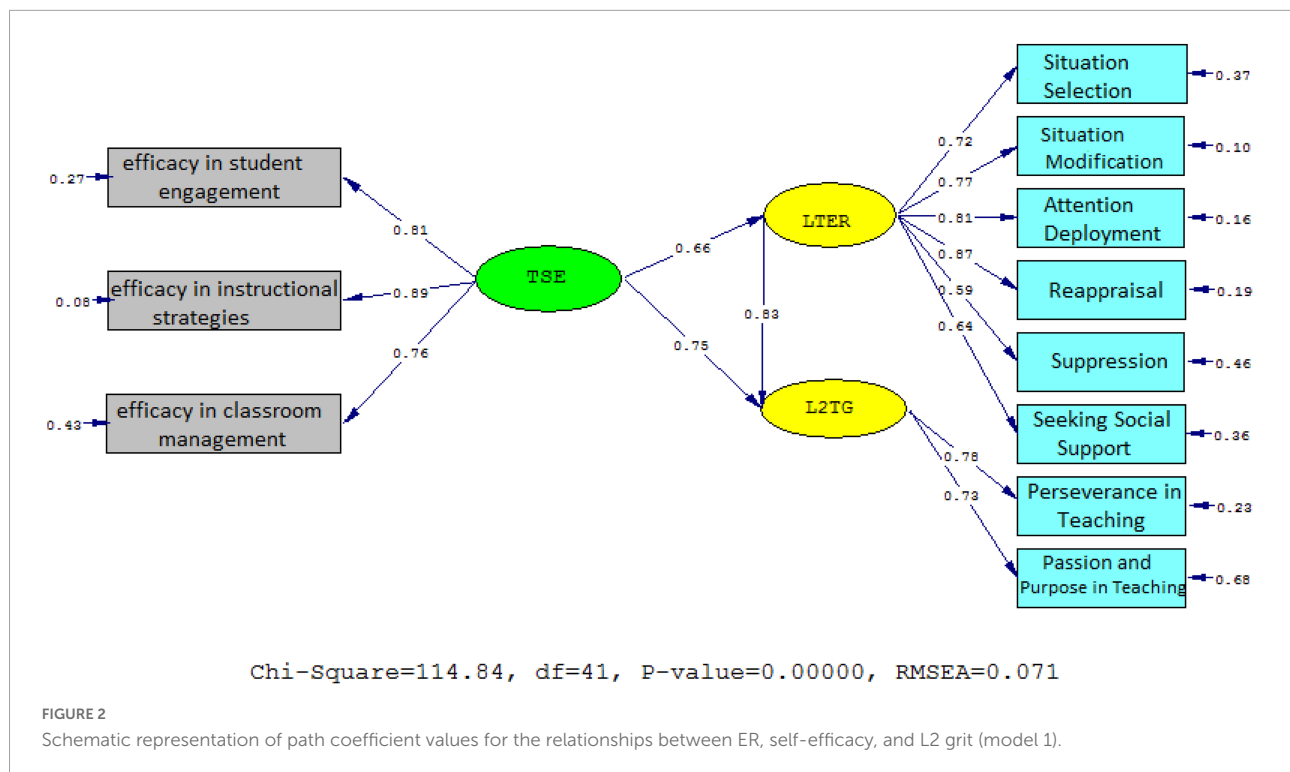 Situation
Selection
0.37
0.72
Situation
Modification
0.10
0.77
efficacy in student
engagement
0.27
0.81
Attention
Deployment
0.16
0.81
LTER
0.66
0.87
Reappraisal
0.19
TSE
efficacy in instructional
strategies
0.08
0.89
0.59
0.83
0.64
Suppression
0.46
0.76
0.75
efficacy in classroom
management
0.43
L2TG
Seeking Social
Support
0.36
0.78
Perseverance in
Teaching
0.23
0.73
Passion and
Purpose in Teaching
0.68
Chi-Square=114.84, df=41, P-value=0.00000, RMSEA=0.071
FIGURE 2
Schematic representation of path coefficient values for the relationships between ER, self-efficacy, and L2 grit (model 1).